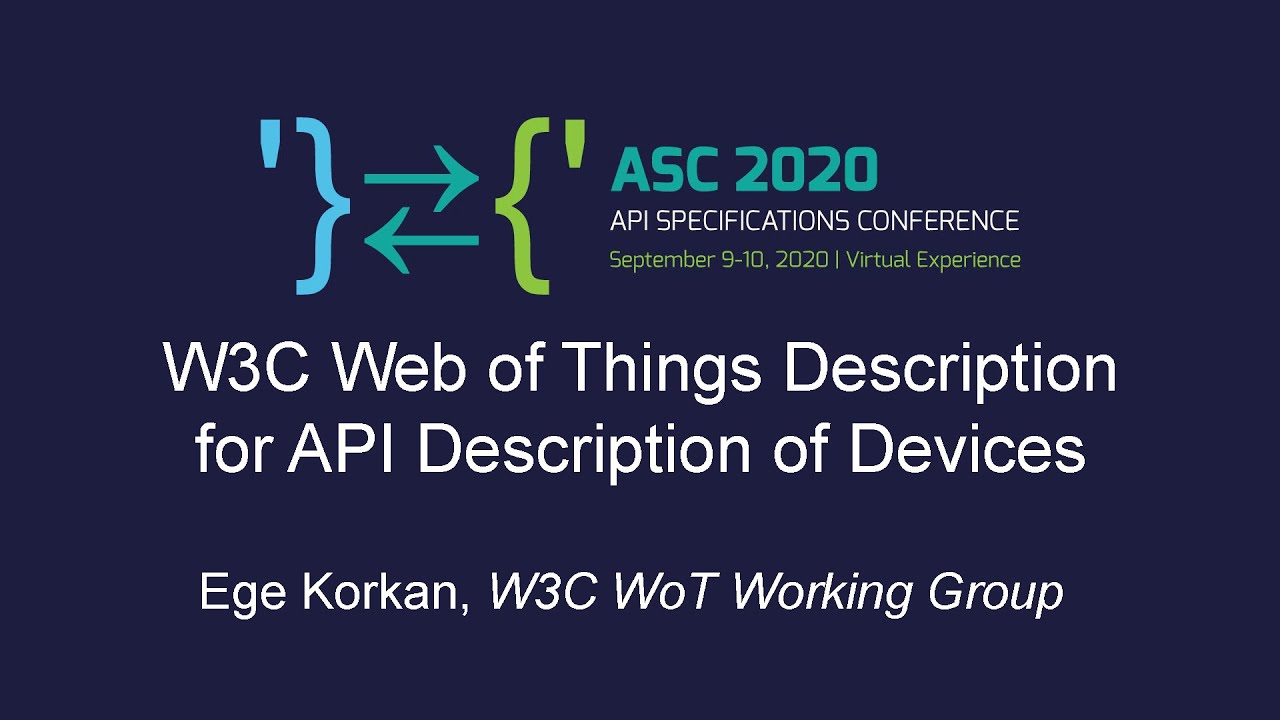 ASC 2020
API SPECIFICATIONS CONFERENCE
September 9-10, 2020 | Virtual Experience
W3C Web of Things Description
for API Description of Devices
Ege Korkan, W3C WoT Working Group